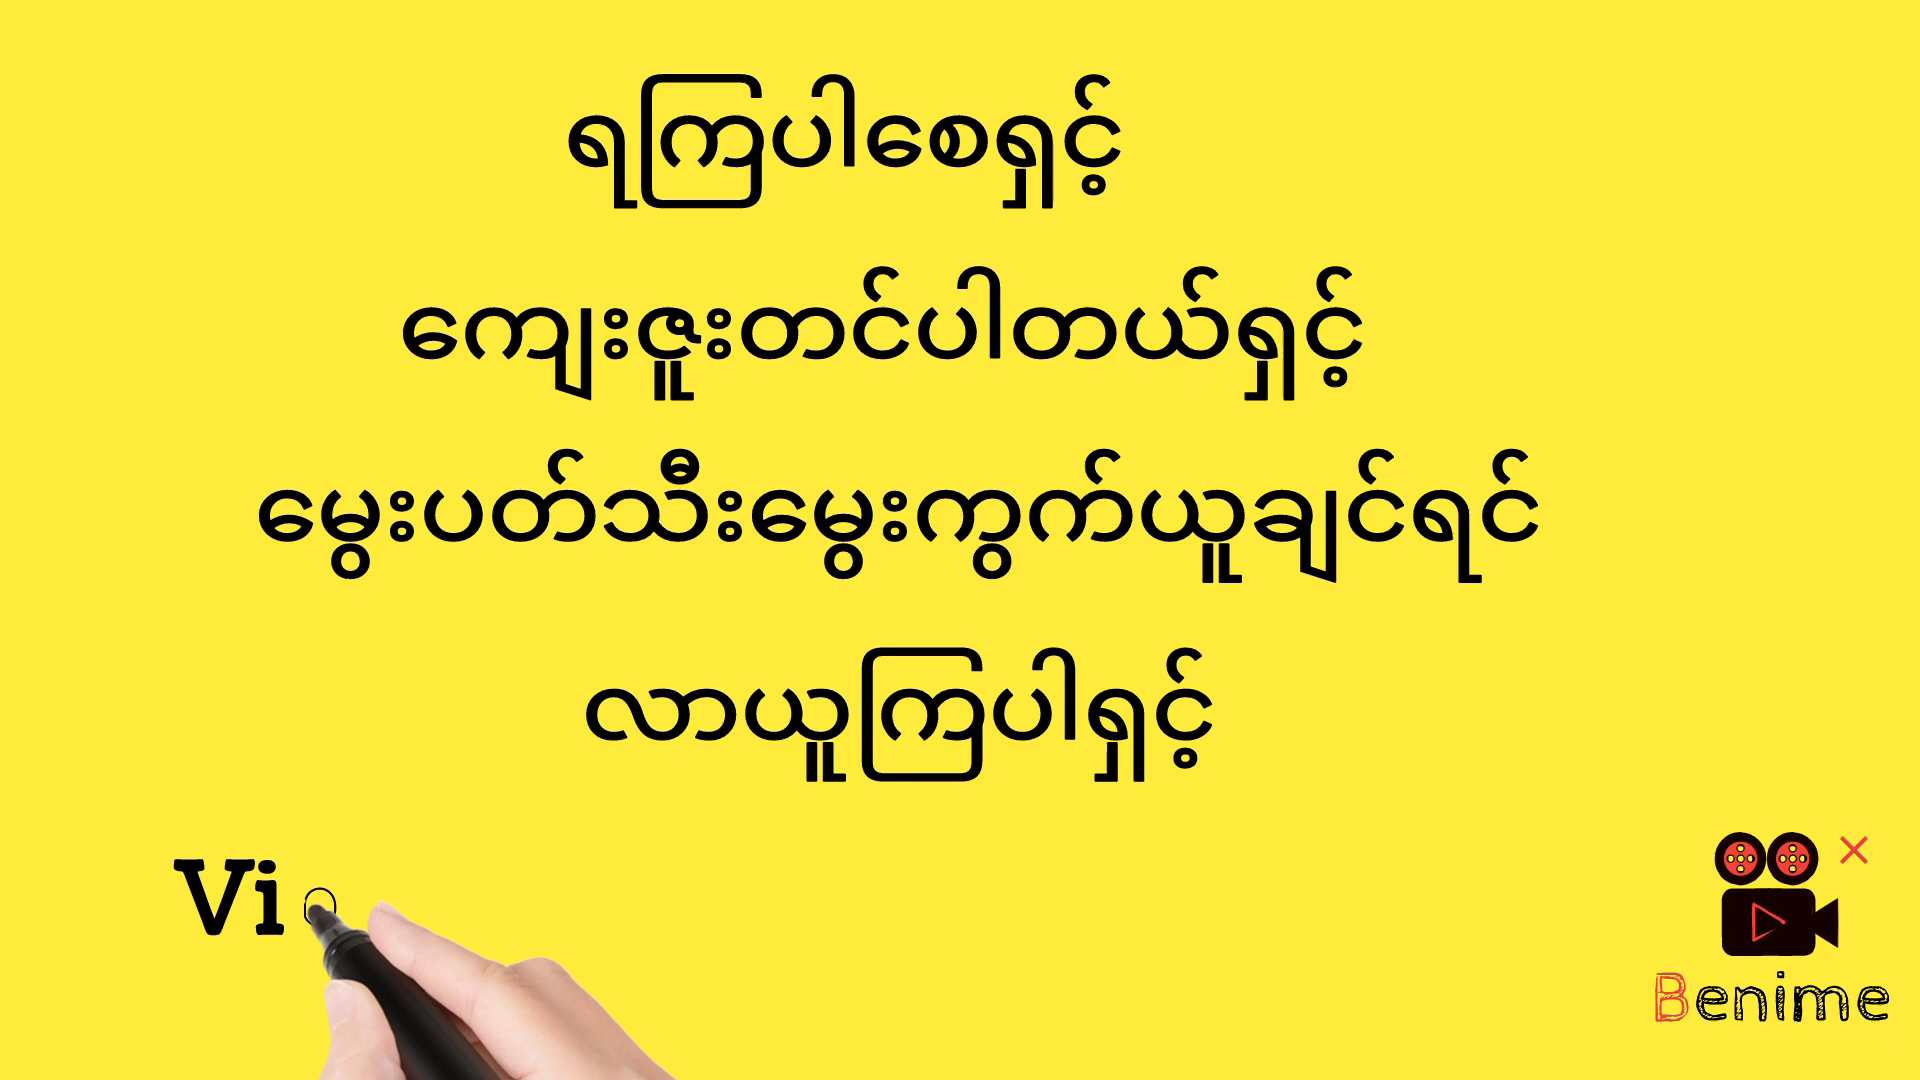 ရကြပါစေရှင့်
ကျေးဇူးတင်ပါတယ်ရှင့်
မွေးပတ်သီးမွေးကွက်ယူချင်ရင်
လာယူကြပါရှင့်
Vi
Benime